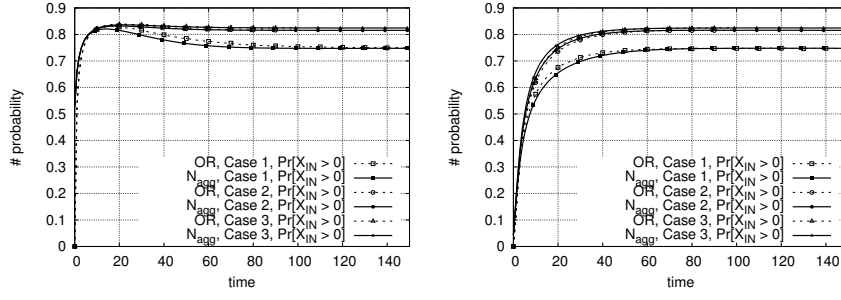 0.9
0.8
0.7
0.6
0.5
0.4
0.3
0.2
0.1
0
# probability
OR, Case 1, Pr[X_IN > 0]
N_agg, Case 1, Pr[X_IN > 0]
OR, Case 2, Pr[X_IN > 0]
N_agg, Case 2, Pr[X_IN > 0]
OR, Case 3, Pr[X_IN > 0]
N_agg, Case 3, Pr[X_IN > 0]
0 20 40 60 80 100 120 140
time
0.9
0.8
0.7
0.6
0.5
0.4
0.3
0.2
0.1
0
# probability
OR, Case 1, Pr[X_IN > 0]
N_agg, Case 1, Pr[X_IN > 0]
OR, Case 2, Pr[X_IN > 0]
N_agg, Case 2, Pr[X_IN > 0]
OR, Case 3, Pr[X_IN > 0]
N_agg, Case 3, Pr[X_IN > 0]
0 20 40 60 80 100 120 140
time